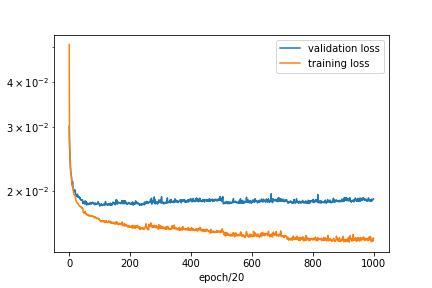 validation loss
training loss
4 × 10⁻²
3 × 10⁻²
2 × 10⁻²
0 200 400 600 800 1000
epoch/20